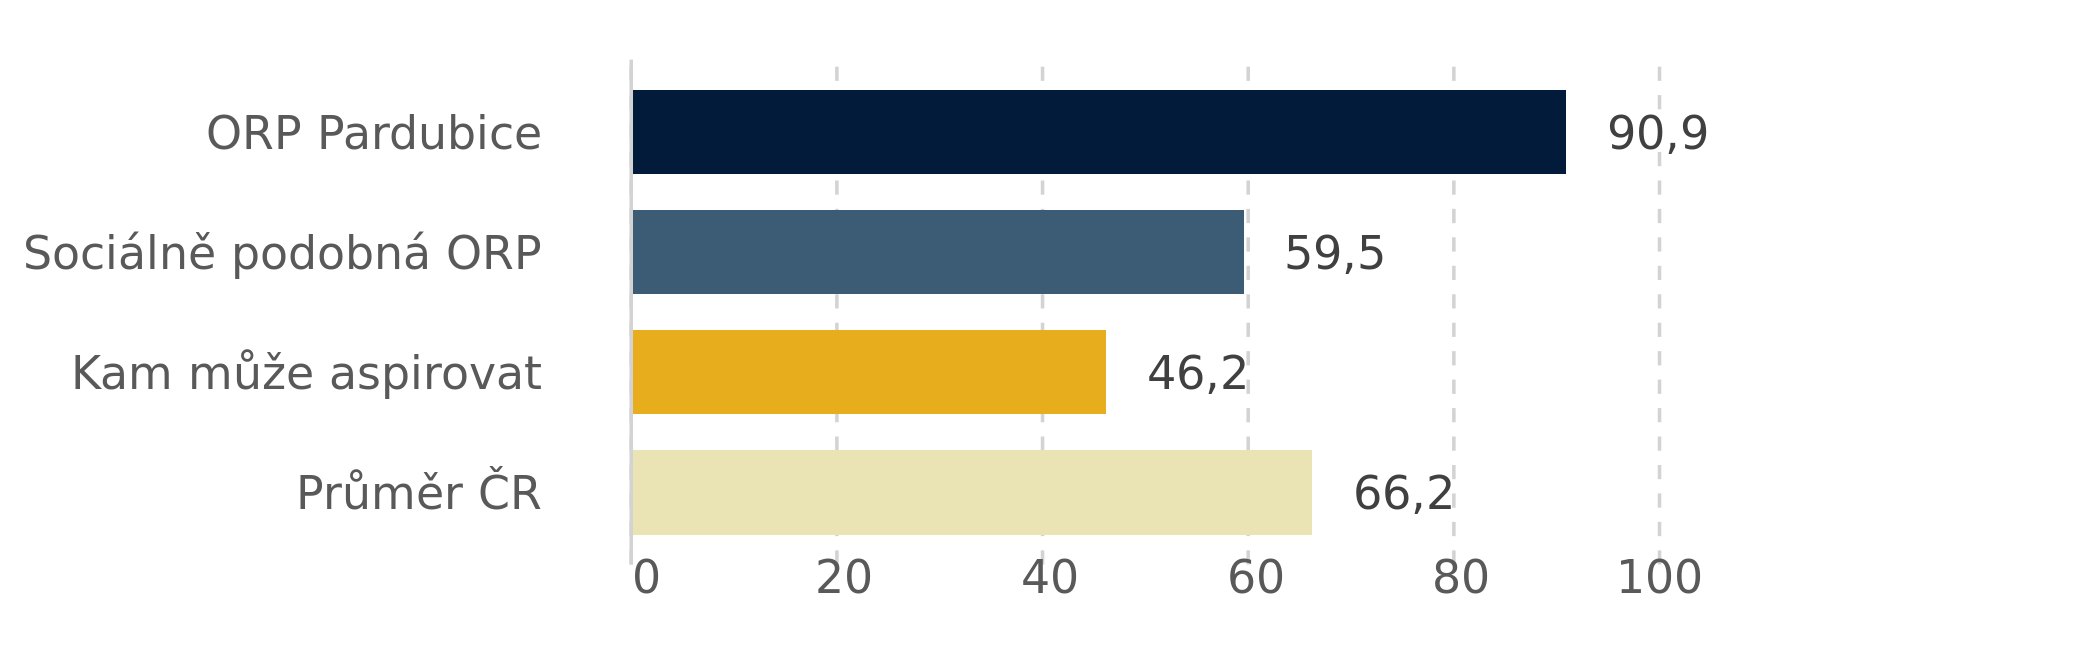 ORP Pardubice 90,9
Sociálně podobná ORP 59,5
Kam může aspirovat 46,2
Průměr ČR 66,2
0 20 40 60 80 100